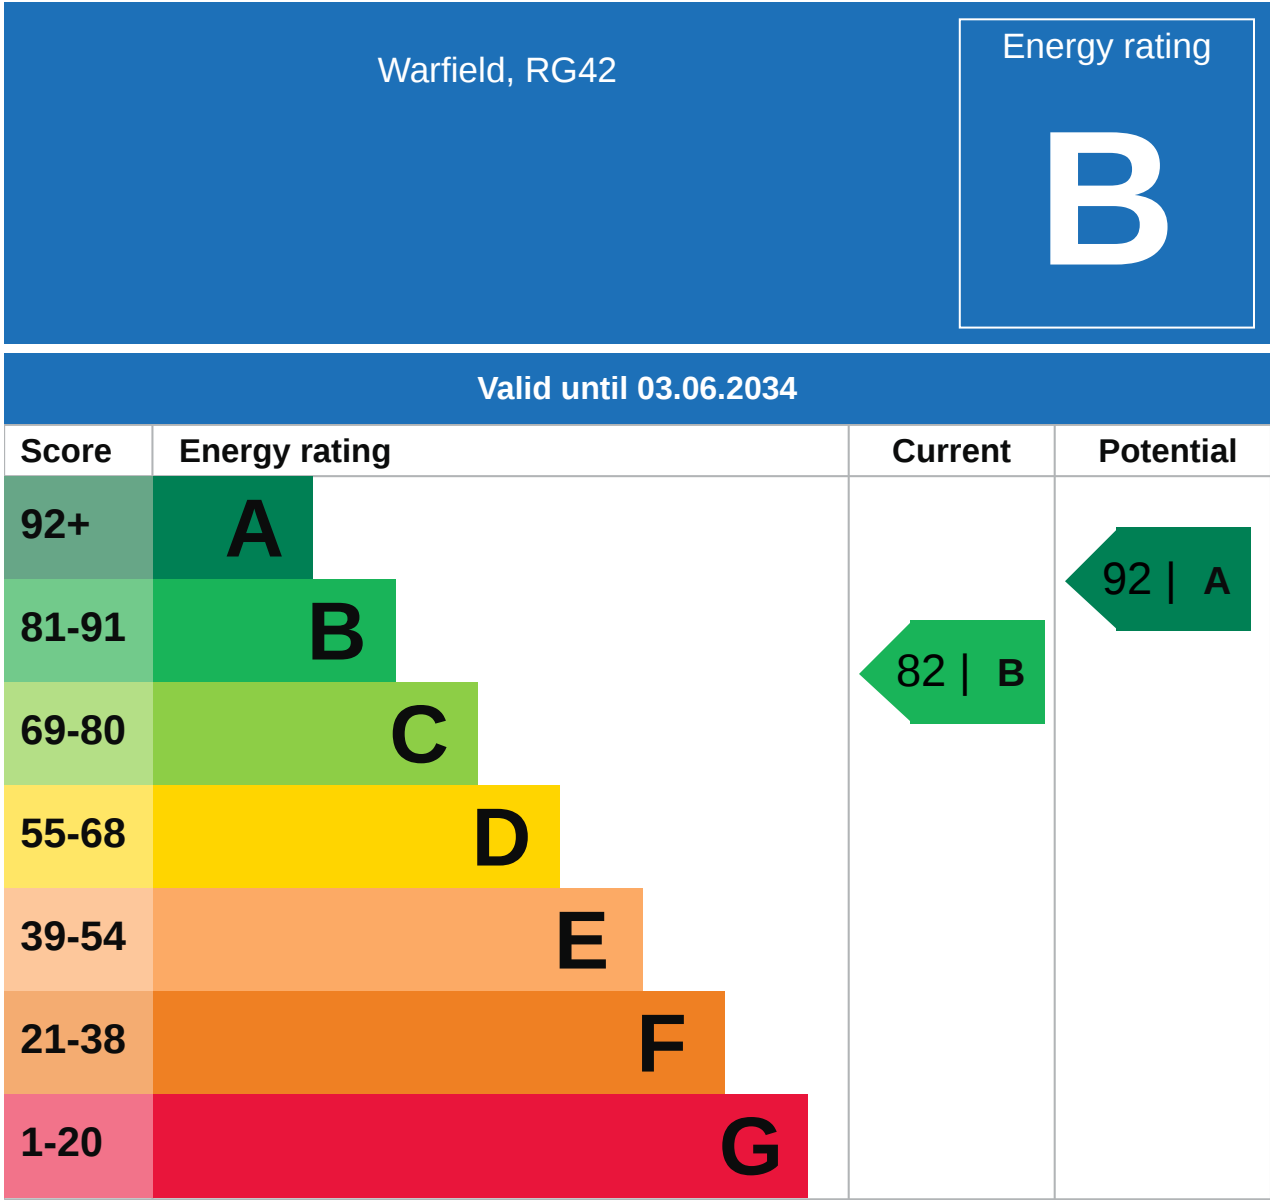 Warfield, RG42
Energy rating
B
Valid until 03.06.2034
Score Energy rating Current Potential
92+ A
92 | A
81-91 B
82 | B
69-80 C
55-68 D
39-54 E
21-38 F
1-20 G